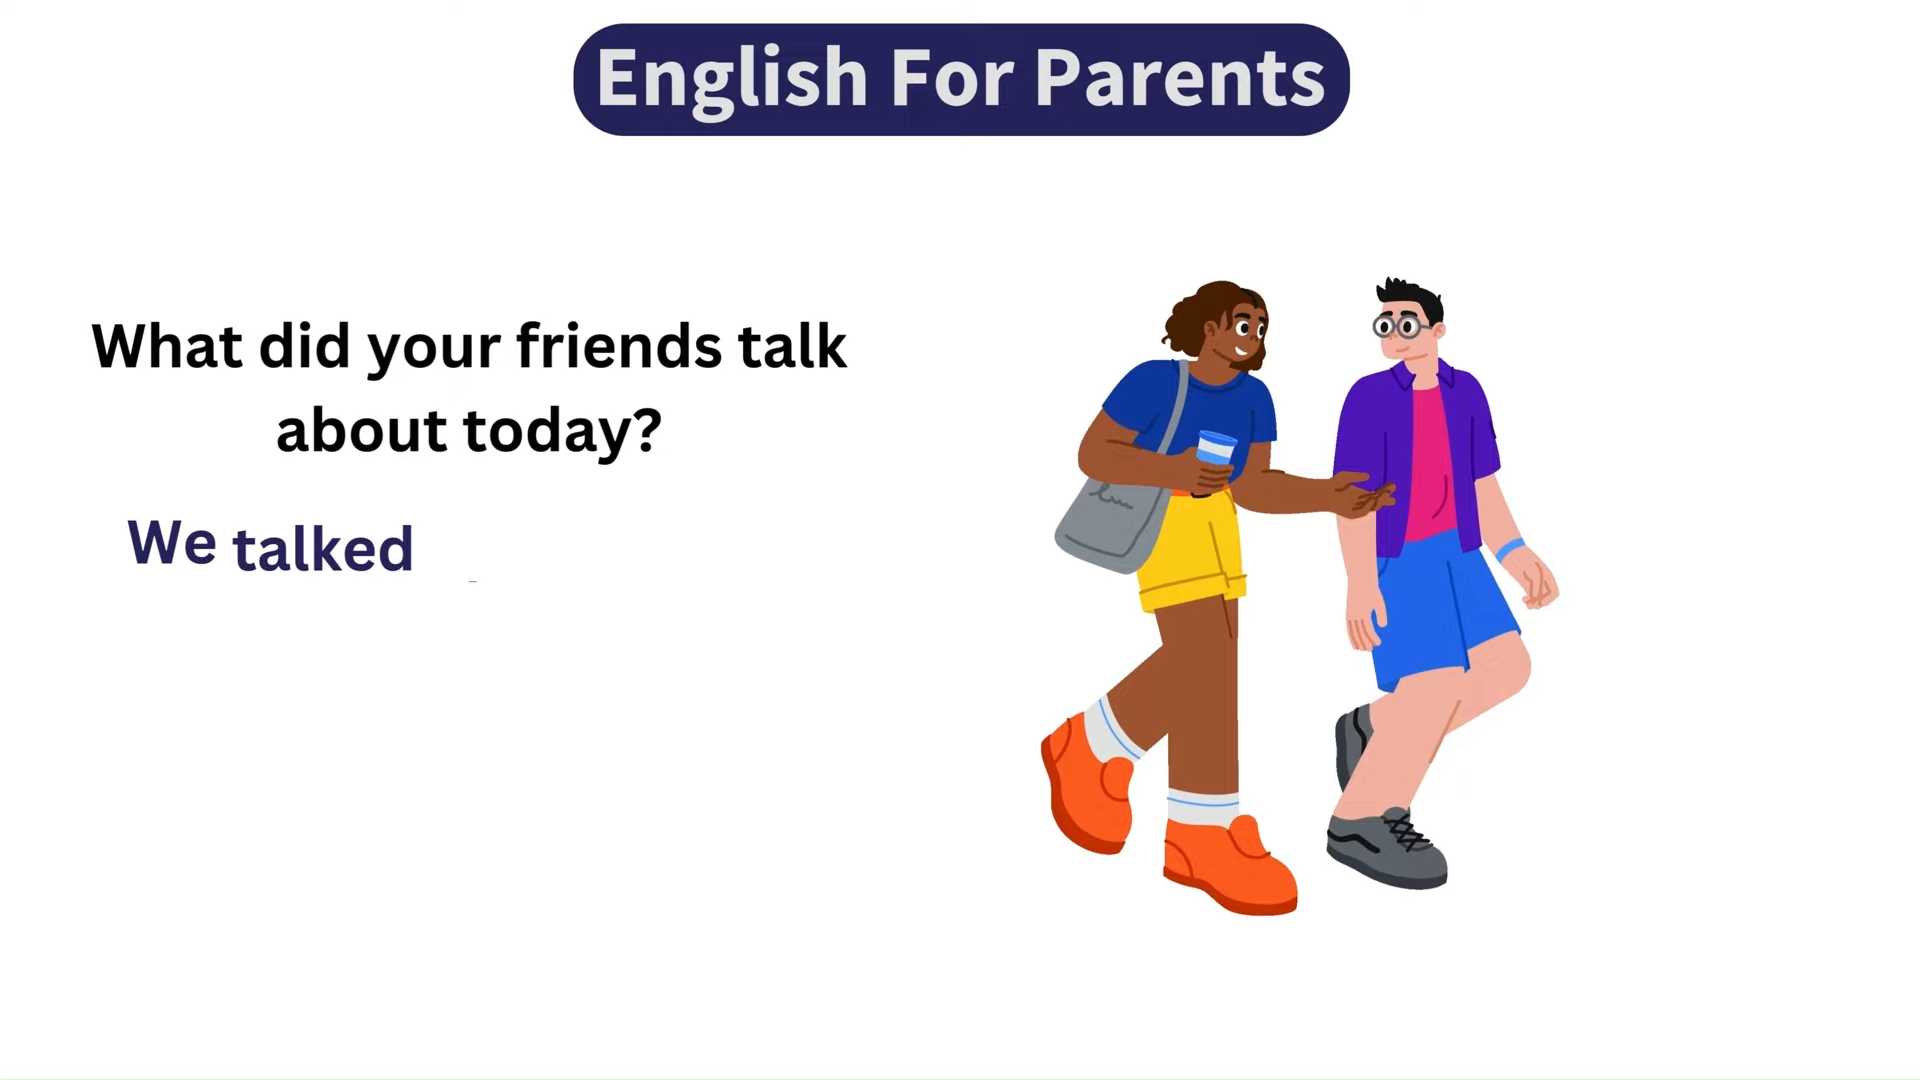 English For Parents
What did your friends talk
about today?
We talked